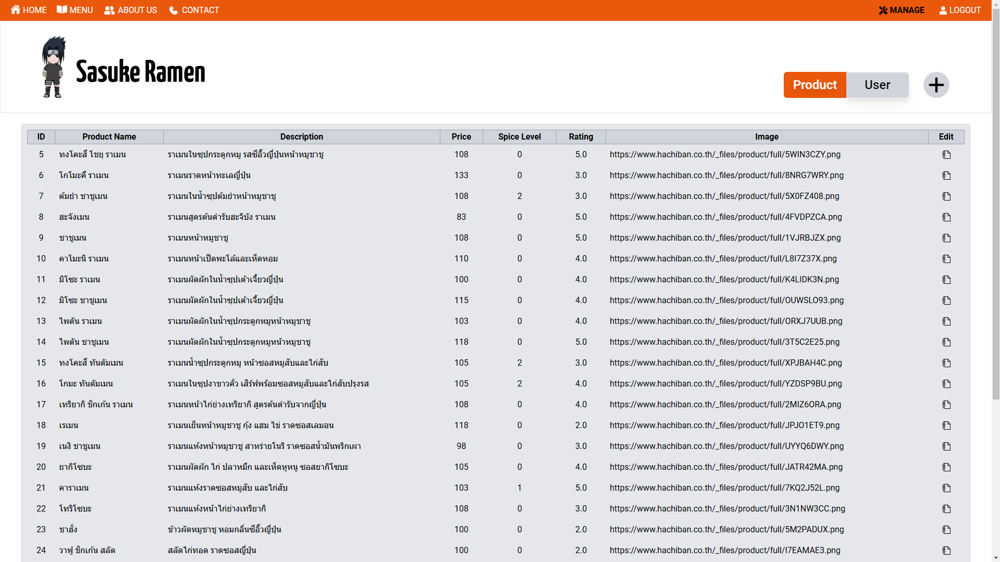 HOME MENU ABOUT US CONTACT MANAGE LOGOUT
Sasuke Ramen
Product User
ID Product Name Description Price Spice Level Rating Image Edit
5 ทงโคะสึ โชยุ ราเมน ราเมนในซุปกระดูกหมู รสซีอิ๊วญี่ปุ่นหน้าหมูชาชู 108 0 5.0 https://www.hachiban.co.th/_files/product/full/5WIN3CZY.png
6 โกโมะคึ ราเมน ราเมนราดหน้าทะเลญี่ปุ่น 133 0 3.0 https://www.hachiban.co.th/_files/product/full/8NRG7WRY.png
7 ต้มยำ ชาชูเมน ราเมนในน้ำซุปต้มยำหน้าหมูชาชู 108 2 3.0 https://www.hachiban.co.th/_files/product/full/5X0FZ408.png
8 ฮะจังเมน ราเมนสูตรต้นตำรับฮะจิบัง ราเมน 83 0 5.0 https://www.hachiban.co.th/_files/product/full/4FVDPZCA.png
9 ชาชูเมน ราเมนหน้าหมูชาชู 108 0 5.0 https://www.hachiban.co.th/_files/product/full/1VJRBJZX.png
10 คาโมะนิ ราเมน ราเมนหน้าเป็ดพะโล้และเห็ดหอม 110 0 4.0 https://www.hachiban.co.th/_files/product/full/L8I7Z37X.png
11 มิโซะ ราเมน ราเมนผัดผักในน้ำซุปเต้าเจี้ยวญี่ปุ่น 100 0 4.0 https://www.hachiban.co.th/_files/product/full/K4LIDK3N.png
12 มิโซะ ชาชูเมน ราเมนผัดผักในน้ำซุปเต้าเจี้ยวญี่ปุ่น 115 0 4.0 https://www.hachiban.co.th/_files/product/full/OUWSLO93.png
13 ไพตัน ราเมน ราเมนผัดผักในน้ำซุปกระดูกหมูหน้าหมูชาชู 103 0 4.0 https://www.hachiban.co.th/_files/product/full/ORXJ7UUB.png
14 ไพตัน ชาชูเมน ราเมนผัดผักในน้ำซุปกระดูกหมูหน้าหมูชาชู 118 0 5.0 https://www.hachiban.co.th/_files/product/full/3T5C2E25.png
15 ทงโคะสึ ทันตัมเมน ราเมนน้ำซุปกระดูกหมู หน้าซอสหมูสับและไก่สับ 105 2 3.0 https://www.hachiban.co.th/_files/product/full/XPJBAH4C.png
16 โกมะ ทันตัมเมน ราเมนในซุปงาขาวคั่ว เสิร์ฟพร้อมซอสหมูสับและไก่สับปรุงรส 105 2 4.0 https://www.hachiban.co.th/_files/product/full/YZDSP9BU.png
17 เทริยากิ ชิกเก้น ราเมน ราเมนหน้าไก่ย่างเทริยากิ สูตรต้นตำรับจากญี่ปุ่น 108 0 4.0 https://www.hachiban.co.th/_files/product/full/2MIZ6ORA.png
18 เรเมน ราเมนเย็นหน้าหมูชาชู กุ้ง แฮม ไข่ ราดซอสเลมอน 118 0 2.0 https://www.hachiban.co.th/_files/product/full/JPJO1ET9.png
19 เนงิ ชาชูเมน ราเมนแห้งหน้าหมูชาชู สาหร่ายโนริ ราดซอสน้ำมันพริกเผา 98 0 3.0 https://www.hachiban.co.th/_files/product/full/UYYQ6DWY.png
20 ยากิโซบะ ราเมนผัดผัก ไก่ ปลาหมึก และเห็ดหูหนู ซอสยากิโซบะ 105 0 4.0 https://www.hachiban.co.th/_files/product/full/JATR42MA.png
21 คาราเมน ราเมนแห้งราดซอสหมูสับ และไก่สับ 103 1 5.0 https://www.hachiban.co.th/_files/product/full/7KQ2J52L.png
22 โทริโซบะ ราเมนแห้งหน้าไก่ย่างเทริยากิ 108 0 3.0 https://www.hachiban.co.th/_files/product/full/3N1NW3CC.png
23 ชาฮั่ง ข้าวผัดหมูชาชู หอมกลิ่นซีอิ๊วญี่ปุ่น 100 0 2.0 https://www.hachiban.co.th/_files/product/full/5M2PADUX.png
24 วาฟู ชิกเก้น สลัด สลัดไก่ทอด ราดซอสญี่ปุ่น 100 0 2.0 https://www.hachiban.co.th/_files/product/full/I7EAMAE3.png